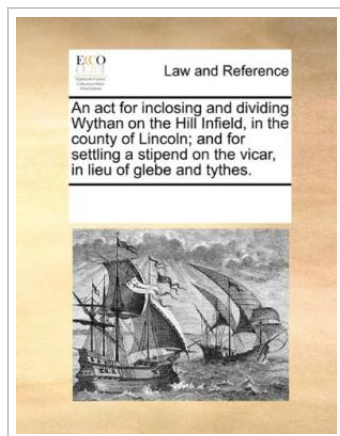 ECCO
Law and Reference
An act for inclosing and dividing
Wythan on the Hill Infield, in the
county of Lincoln; and for
settling a stipend on the vicar,
in lieu of glebe and tythes.